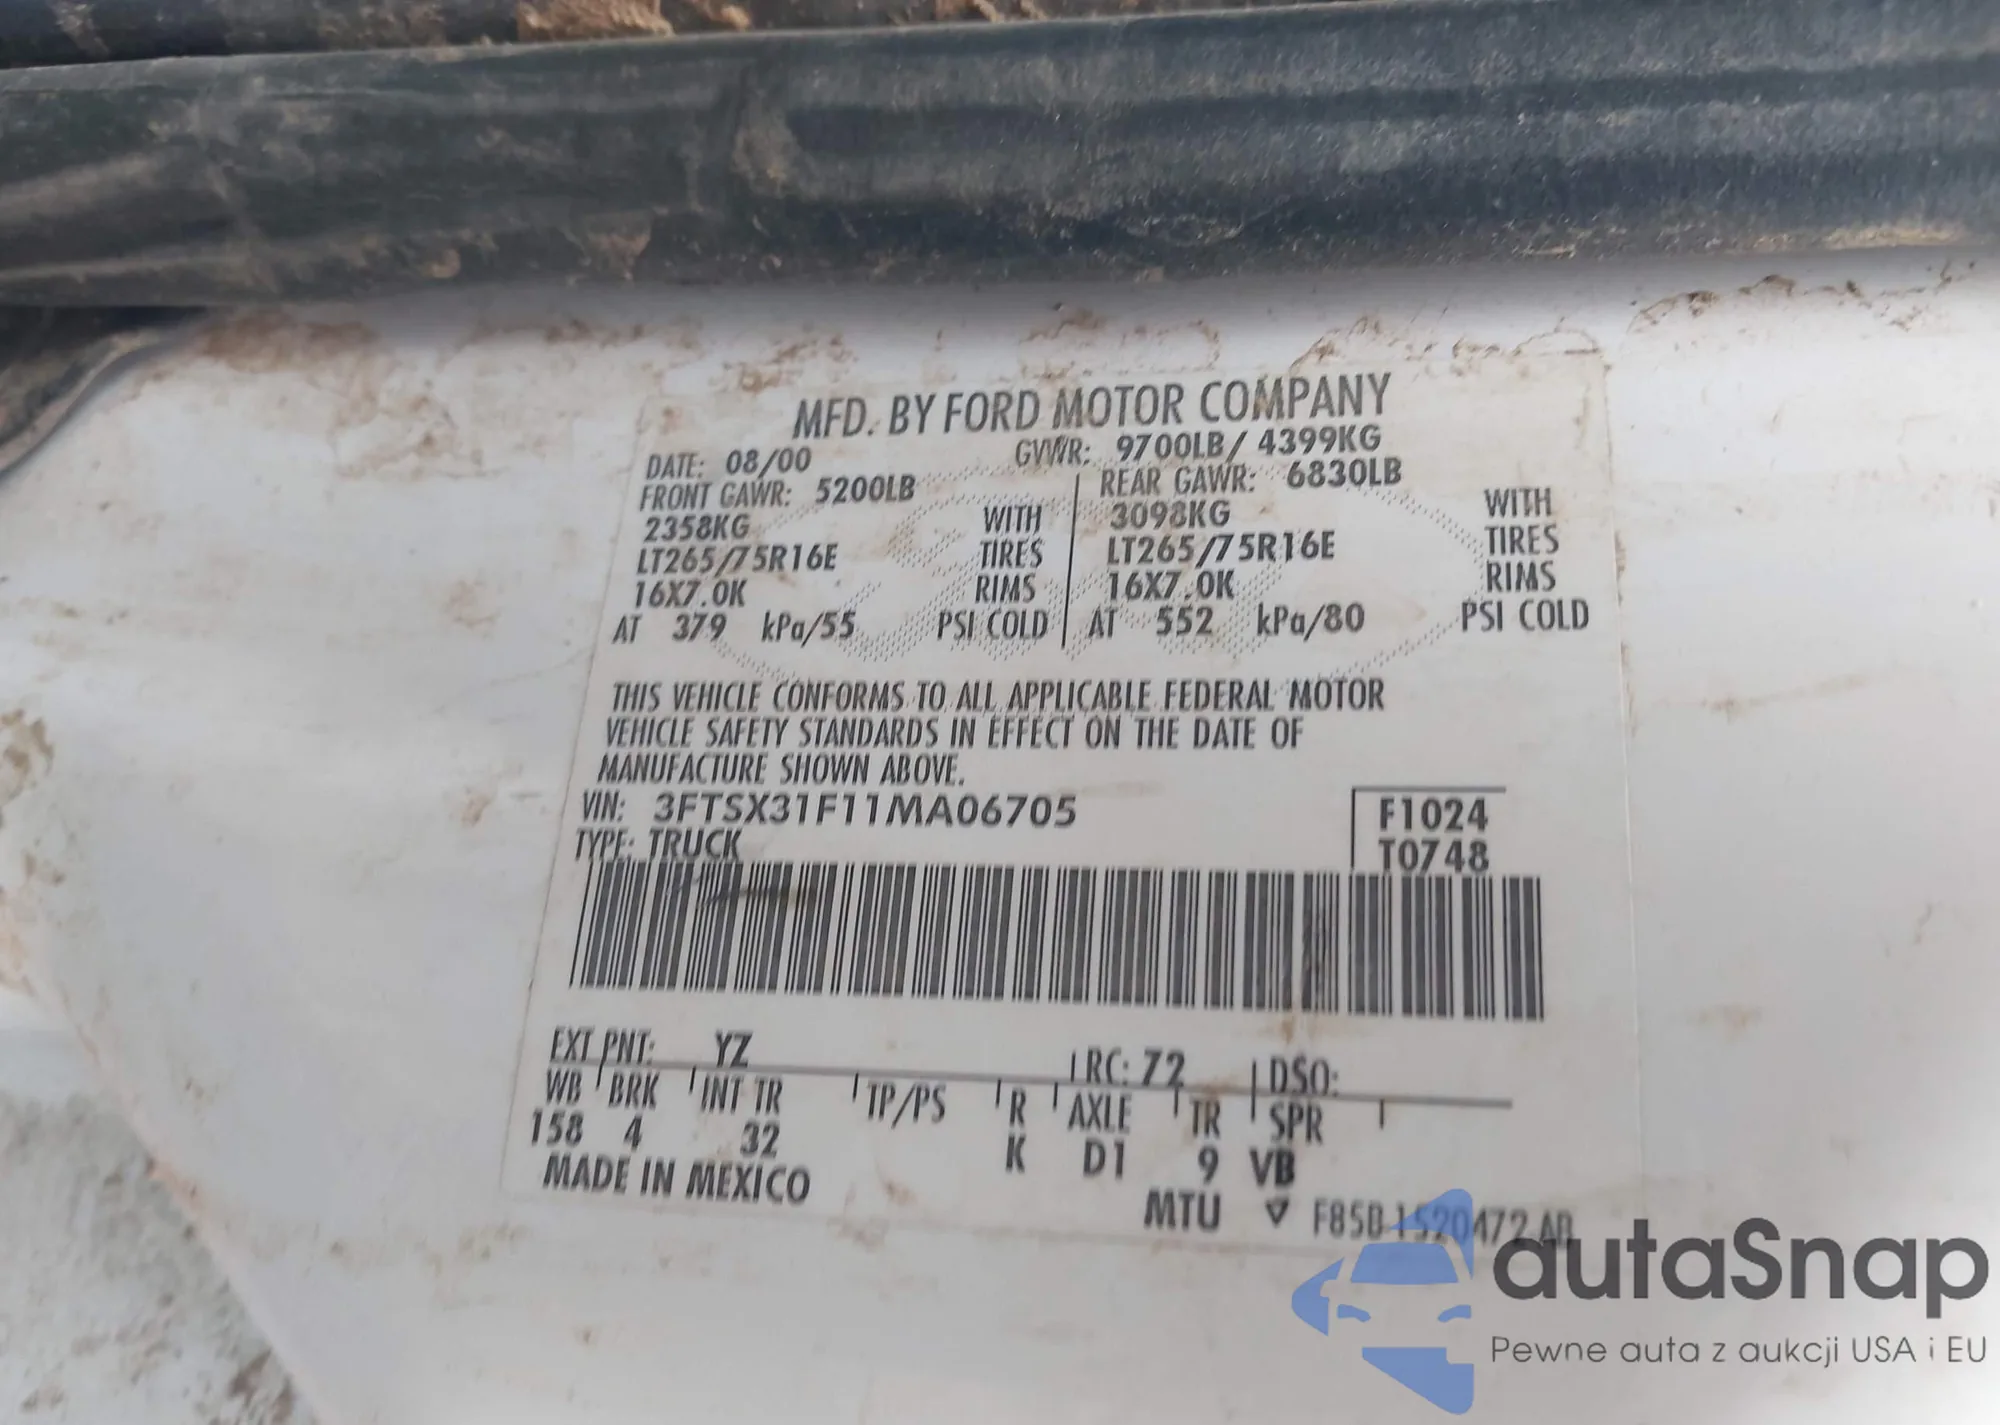 MFD. BY FORD MOTOR COMPANY
DATE: 08/00 GVWR: 9700LB/ 4399KG
FRONT GAWR: 5200LB REAR GAWR: 6830LB
2358KG WITH 3098KG WITH
LT265/75R16E TIRES LT265/75R16E TIRES
16X7.0K RIMS 16X7.0K RIMS
AT 379 kPa/55 PSI COLD AT 552 kPa/80 PSI COLD
THIS VEHICLE CONFORMS TO ALL APPLICABLE FEDERAL MOTOR
VEHICLE SAFETY STANDARDS IN EFFECT ON THE DATE OF
MANUFACTURE SHOWN ABOVE.
VIN: 3FTSX31F11MA06705 F1024
TYPE: TRUCK T0748
EXT PNT: YZ RC: 72 DSO:
WB BRK INT TR TP/PS R AXLE TR SPR
158 4 32 K D1 9 VB
MADE IN MEXICO MTU F85B-1520472-AB
autaSnap
Pewne auta z aukcji USA i EU